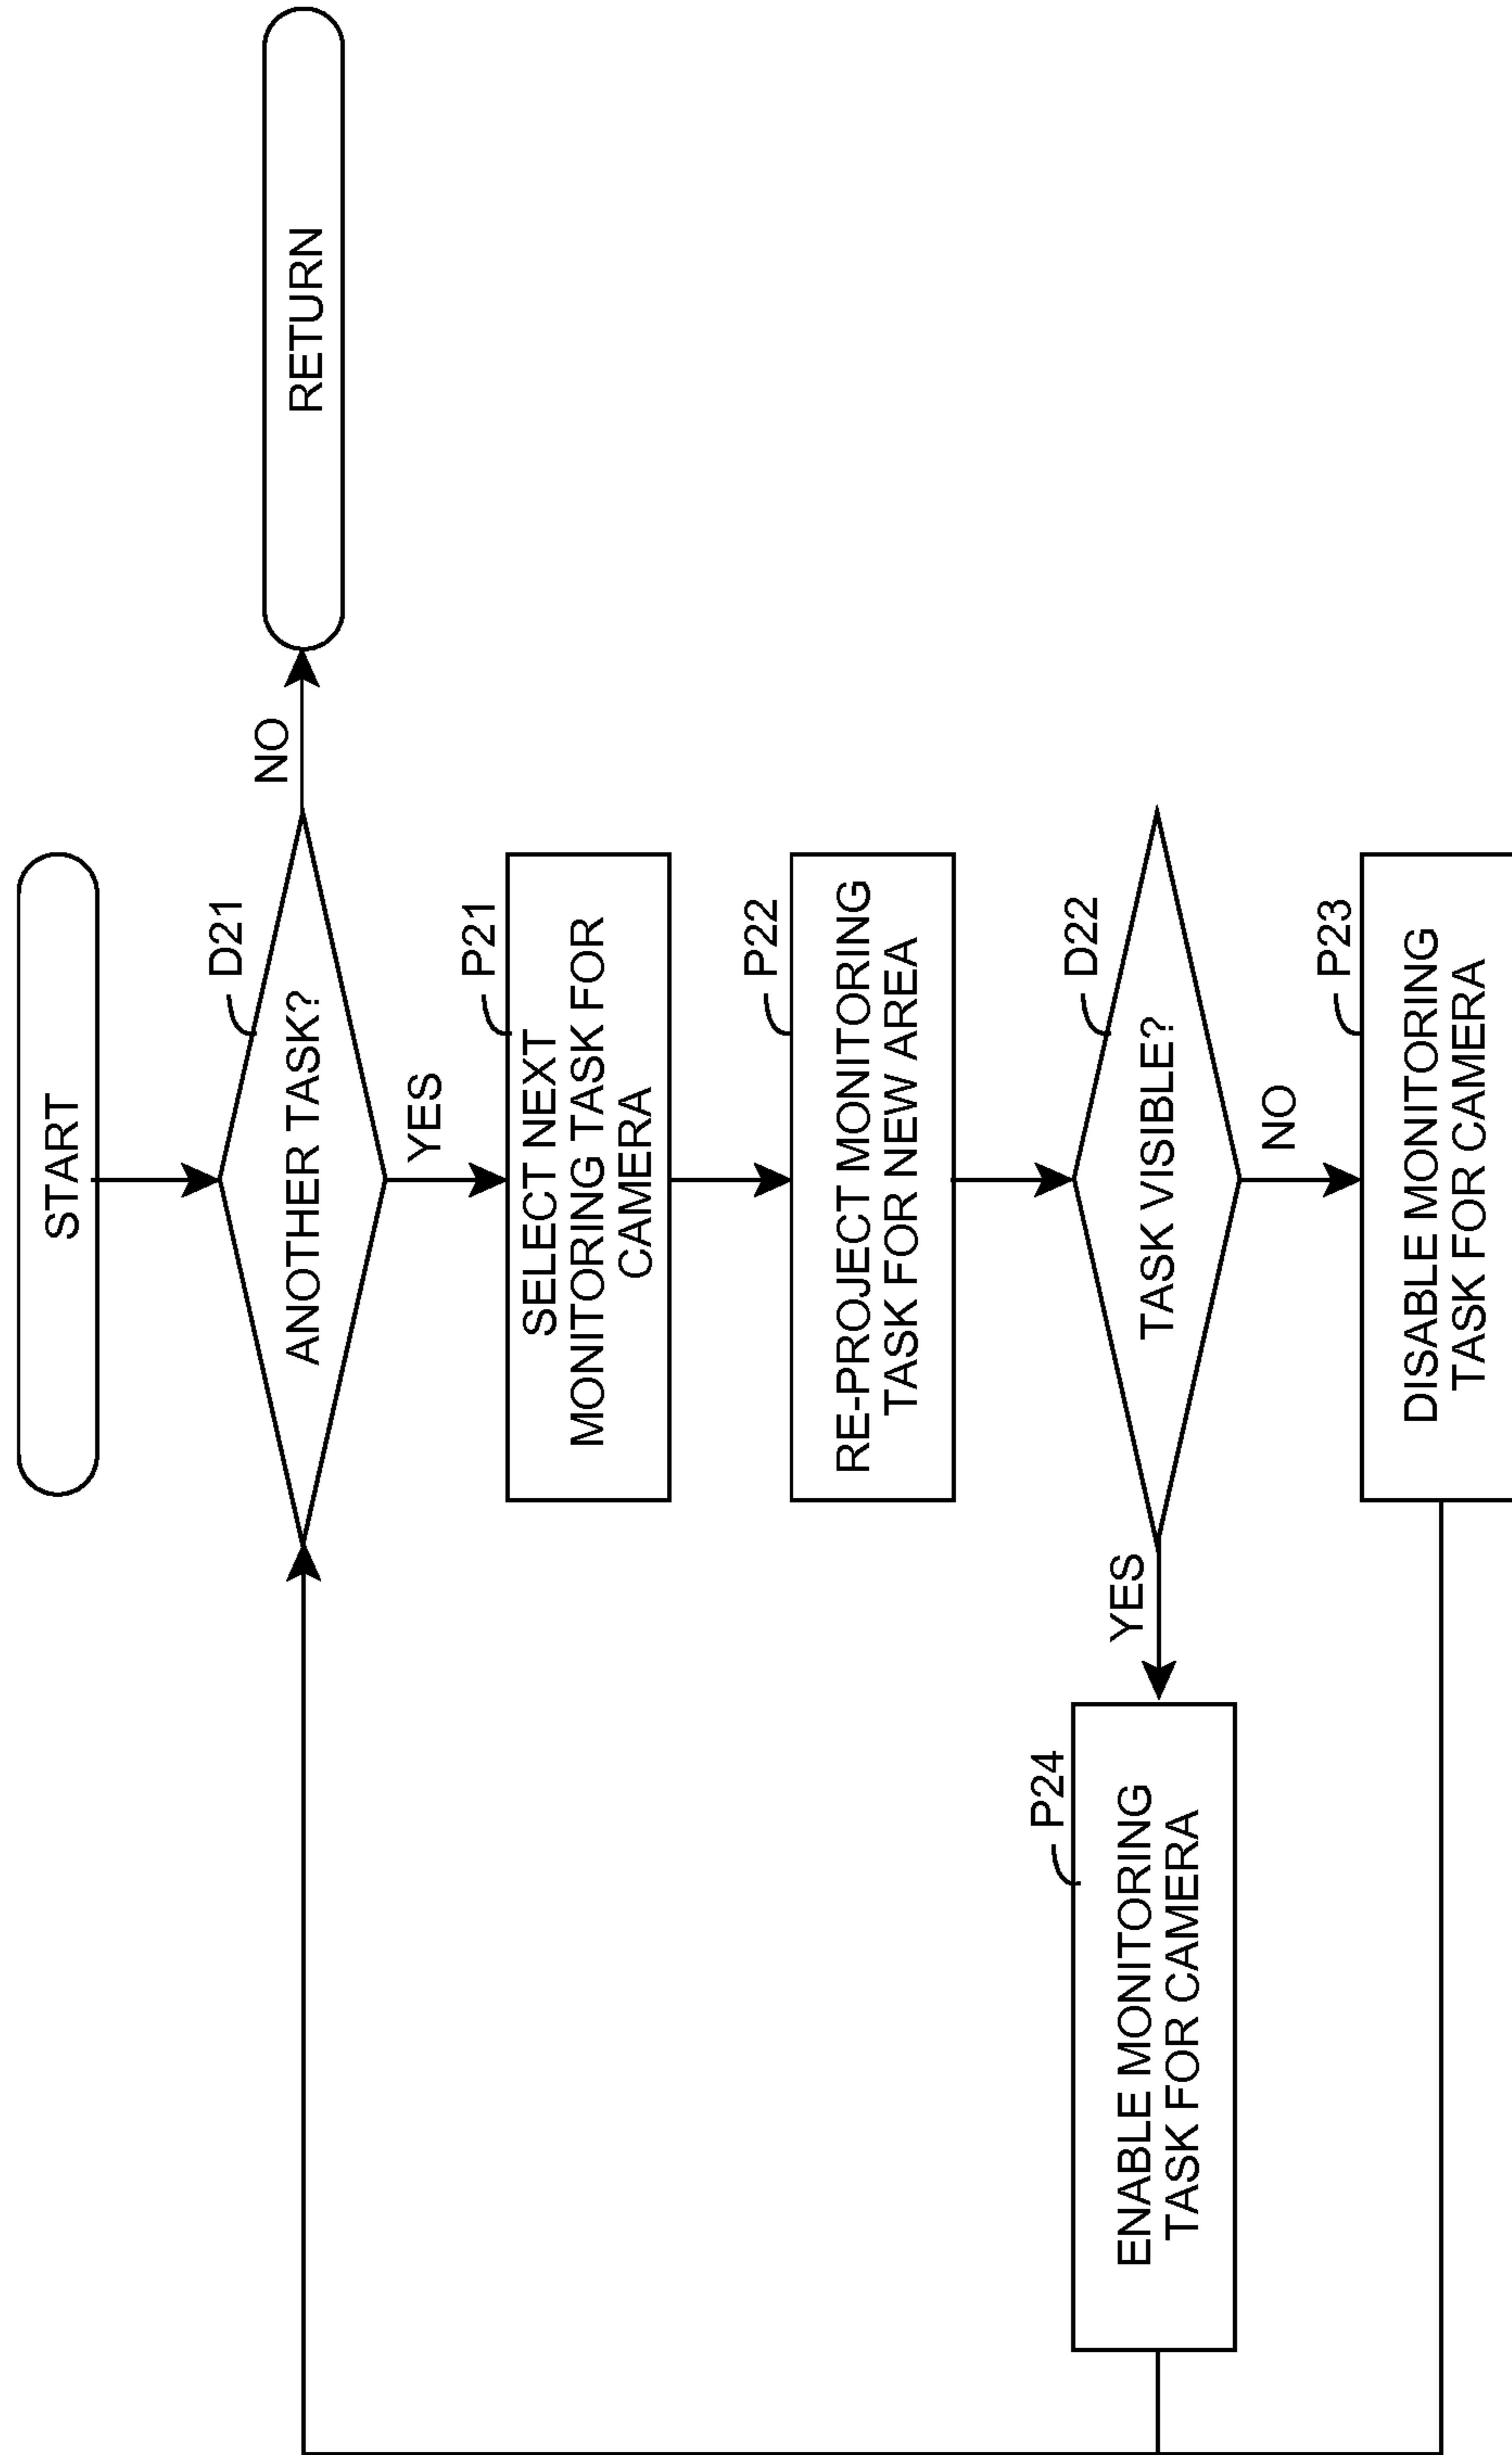 START
D21
ANOTHER TASK?
NO
RETURN
YES
P21
SELECT NEXT
MONITORING TASK FOR
CAMERA
P22
RE-PROJECT MONITORING
TASK FOR NEW AREA
D22
TASK VISIBLE?
YES
P24
ENABLE MONITORING
TASK FOR CAMERA
NO
P23
DISABLE MONITORING
TASK FOR CAMERA